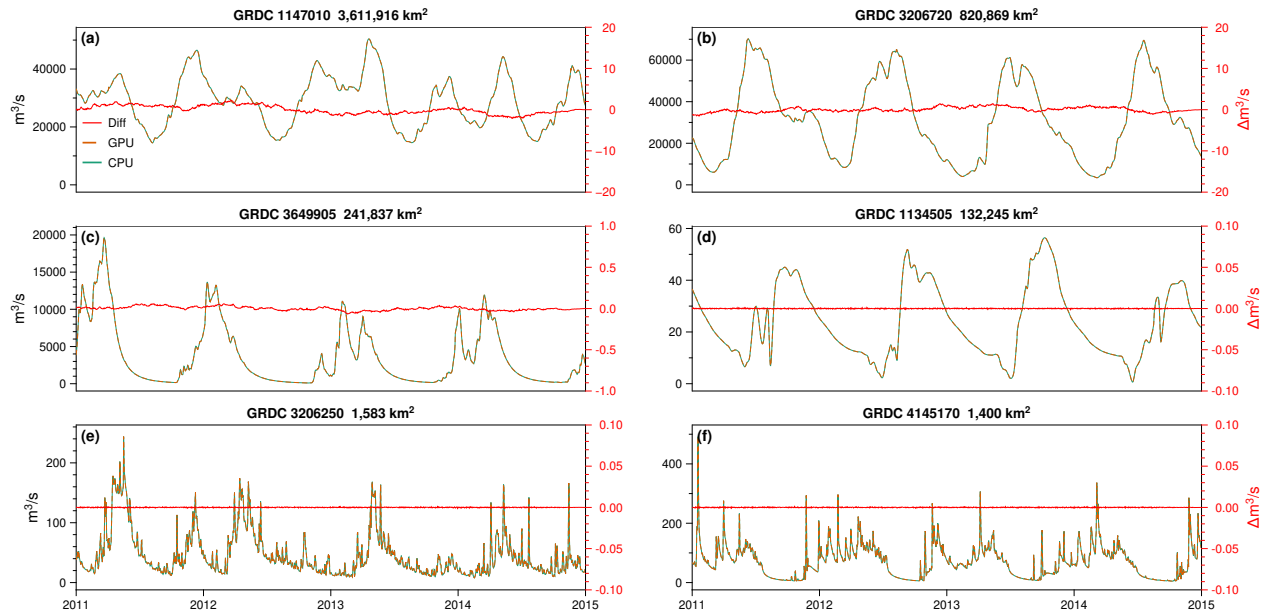 GRDC 1147010 3,611,916 km²
(a)
40000
20000
0
m³/s
Diff
GPU
CPU
20
10
0
−10
−20
GRDC 3206720 820,869 km²
(b)
60000
40000
20000
0
20
10
0
−10
−20
Δm³/s
GRDC 3649905 241,837 km²
(c)
20000
15000
10000
5000
0
m³/s
1.0
0.5
0.0
−0.5
−1.0
GRDC 1134505 132,245 km²
(d)
60
40
20
0
0.10
0.05
0.00
−0.05
−0.10
Δm³/s
GRDC 3206250 1,583 km²
(e)
200
100
0
m³/s
0.10
0.05
0.00
−0.05
−0.10
2011 2012 2013 2014 2015
GRDC 4145170 1,400 km²
(f)
400
200
0
0.10
0.05
0.00
−0.05
−0.10
Δm³/s
2011 2012 2013 2014 2015